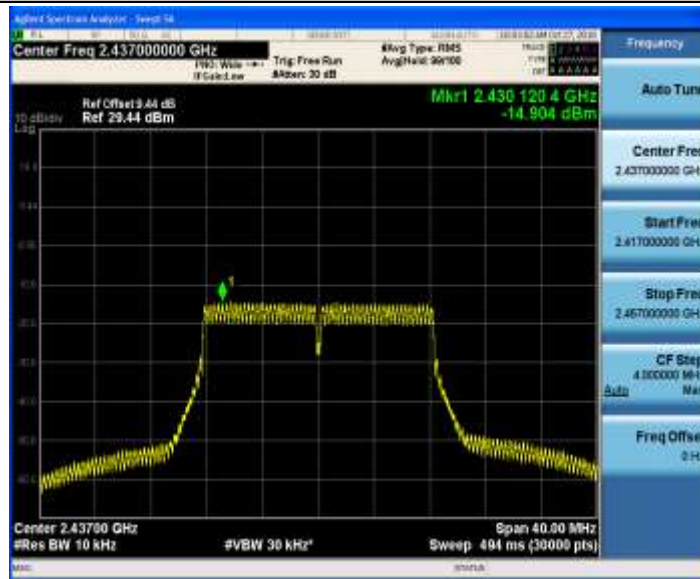 Agilent Spectrum Analyzer - Swept SA
Center Freq 2.437000000 GHz
PNO: Wide
IFGain:Low
Trig: Free Run
#Atten: 30 dB
#Avg Type: RMS
Avg|Hold: 99/100
Frequency
Auto Tune
Ref Offset 9.44 dB
Ref 29.44 dBm
10 dB/div
Log
Mkr1 2.430 120 4 GHz
-14.904 dBm
1
Center Freq
2.437000000 GHz
Start Freq
2.417000000 GHz
Stop Freq
2.457000000 GHz
CF Step
4.000000 MHz
Auto
Man
Freq Offset
0 Hz
Center 2.43700 GHz
Span 40.00 MHz
#Res BW 10 kHz
#VBW 30 kHz*
Sweep 494 ms (30000 pts)
MSG
STATUS